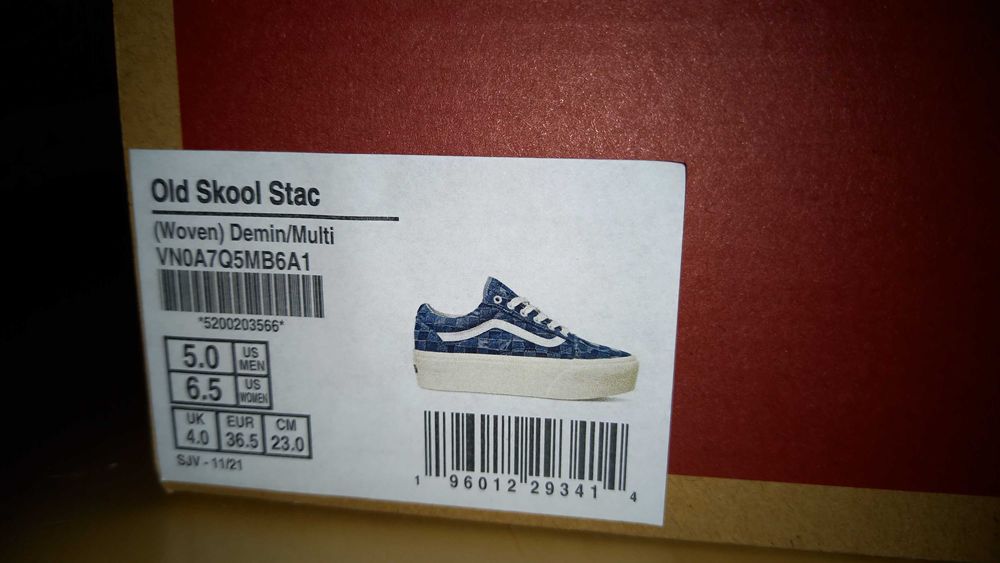 Old Skool Stac
(Woven) Demin/Multi
VN0A7Q5MB6A1
*5200203566*
5.0 US MEN
6.5 US WOMEN
UK 4.0 EUR 36.5 CM 23.0
SJV - 11/21
1 96012 29341 4